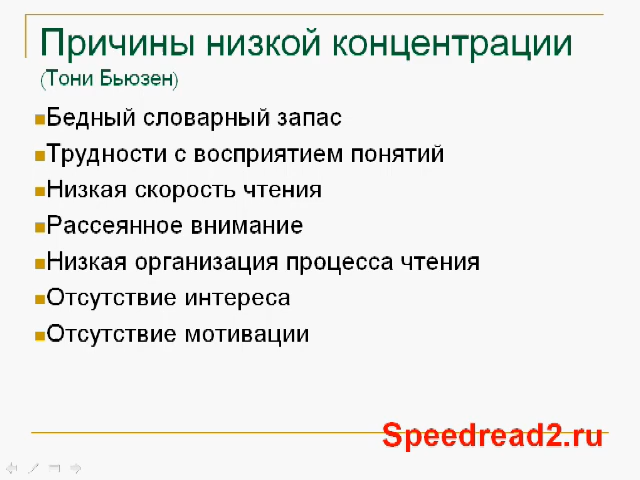 Причины низкой концентрации
(Тони Бьюзен)
Бедный словарный запас
Трудности с восприятием понятий
Низкая скорость чтения
Рассеянное внимание
Низкая организация процесса чтения
Отсутствие интереса
Отсутствие мотивации
Speedread2.ru